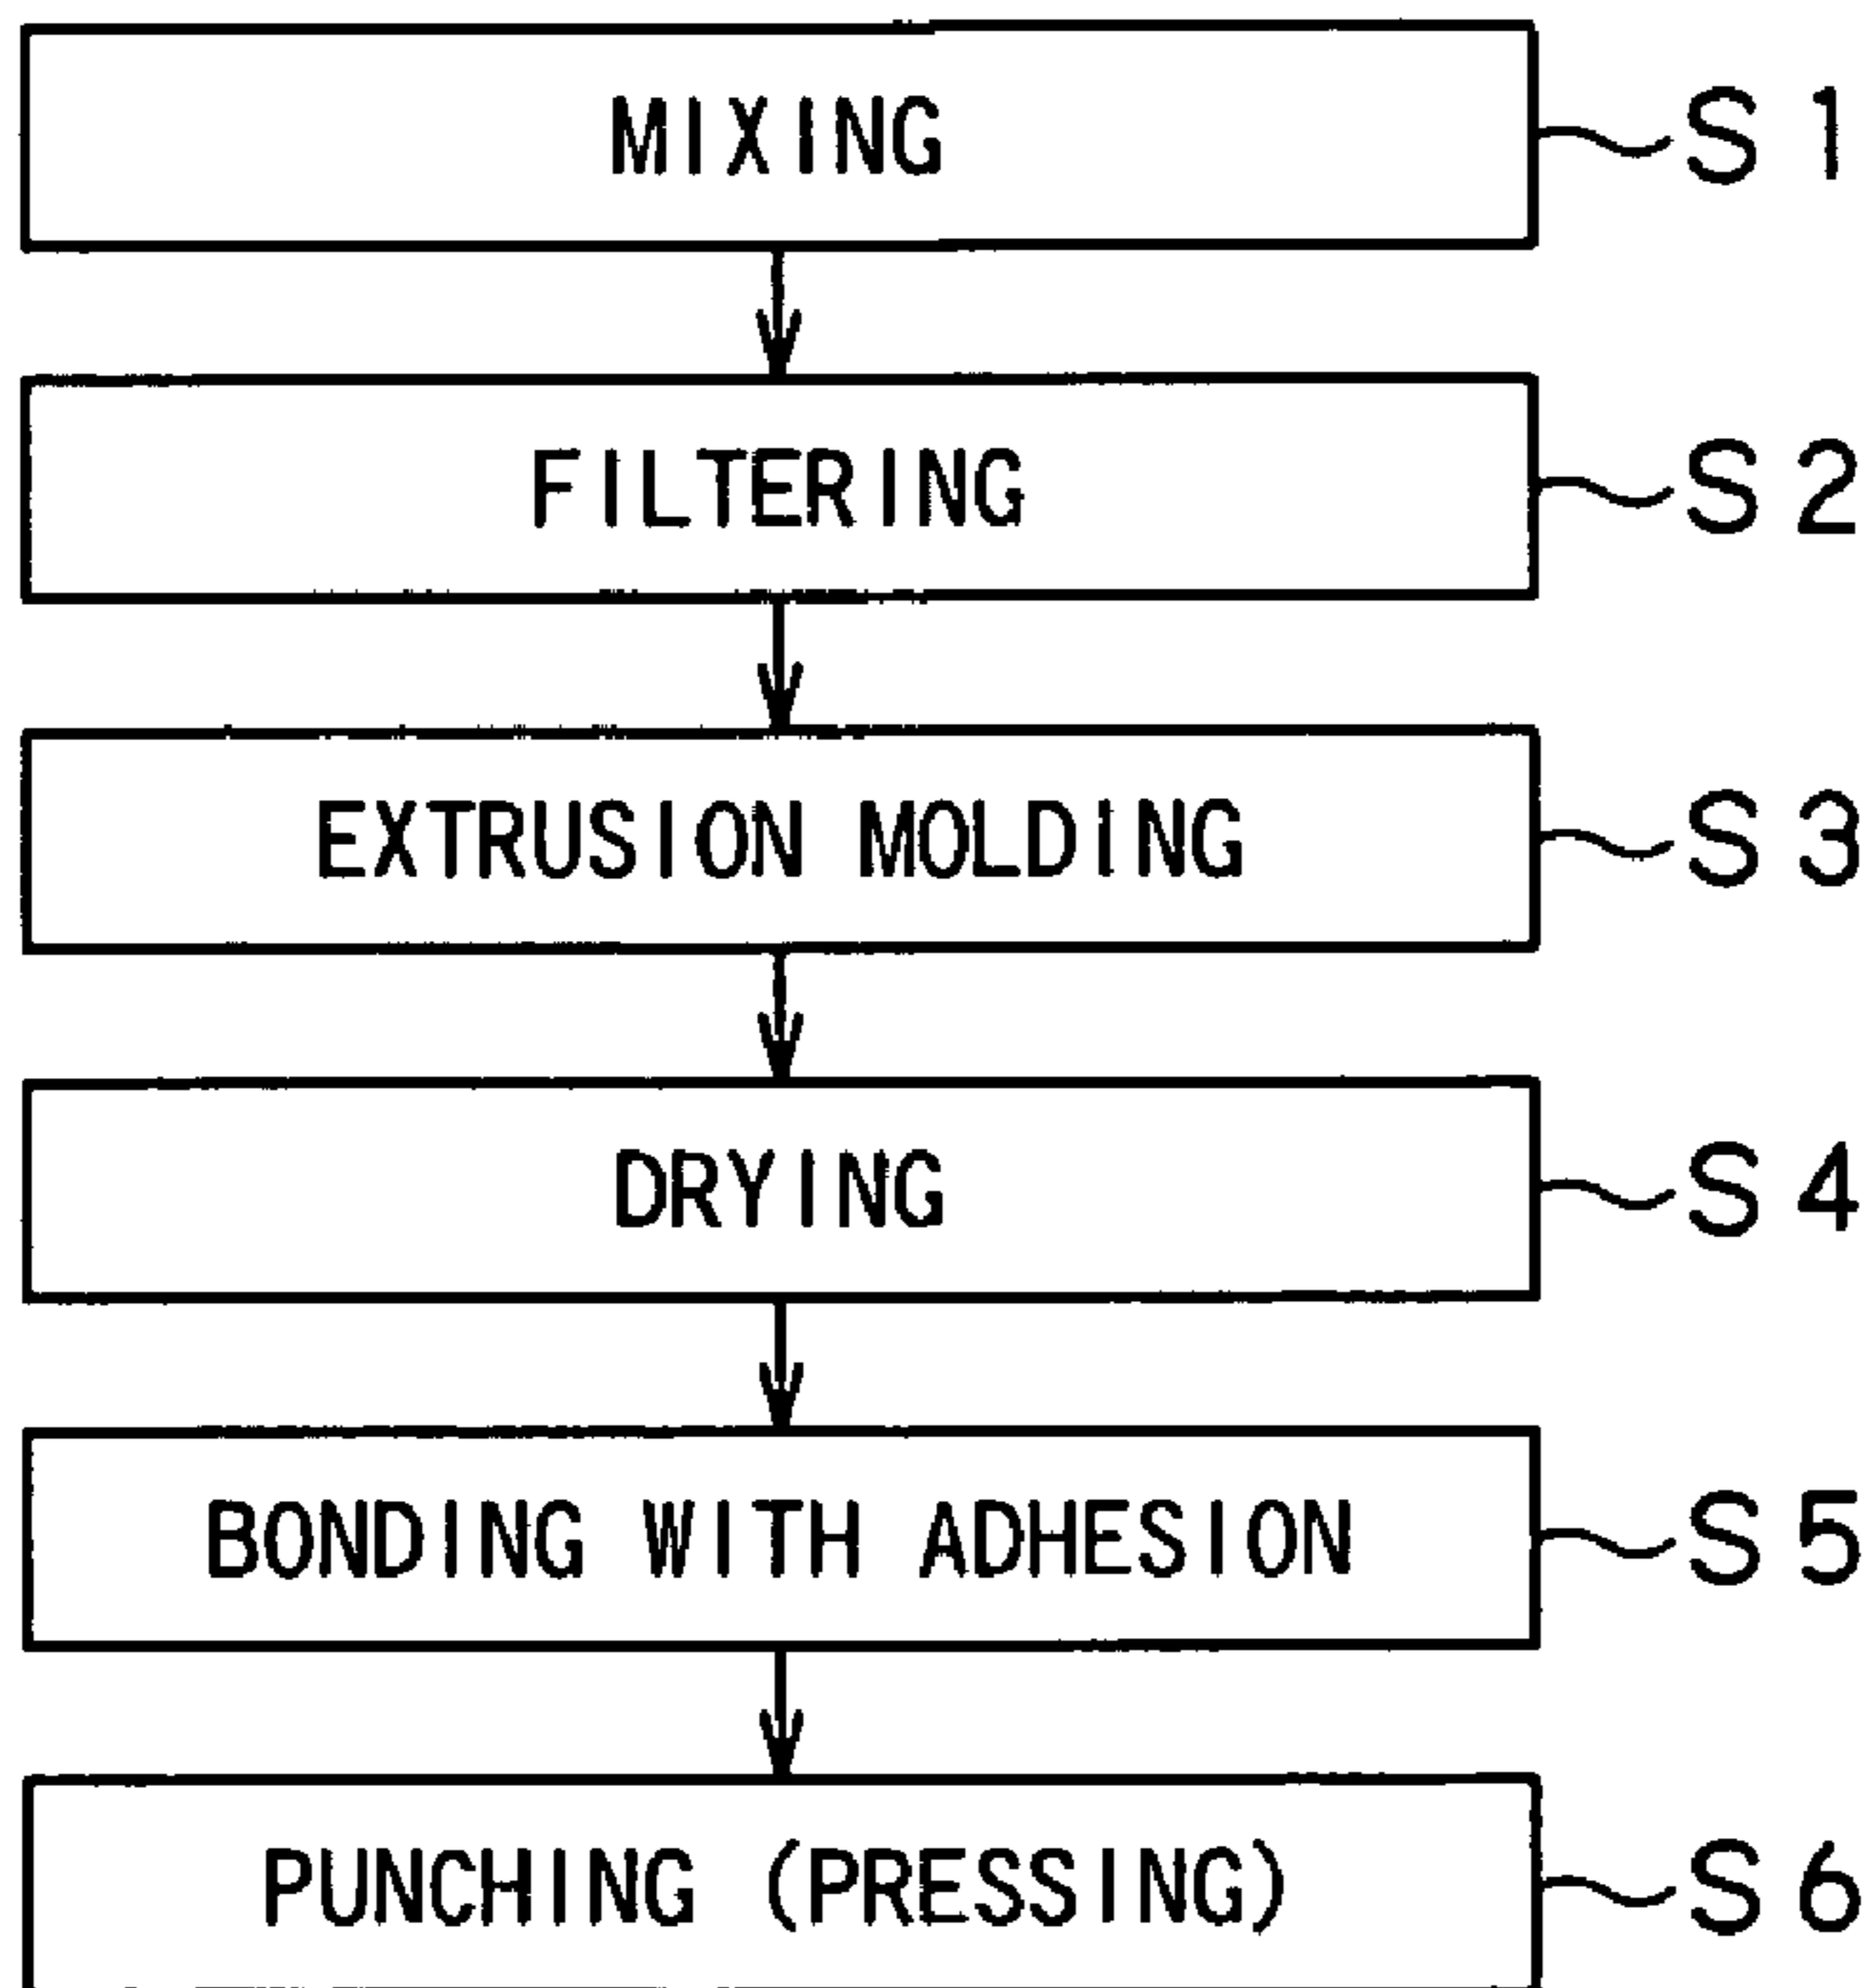 MIXING S1
FILTERING S2
EXTRUSION MOLDING S3
DRYING S4
BONDING WITH ADHESION S5
PUNCHING (PRESSING) S6